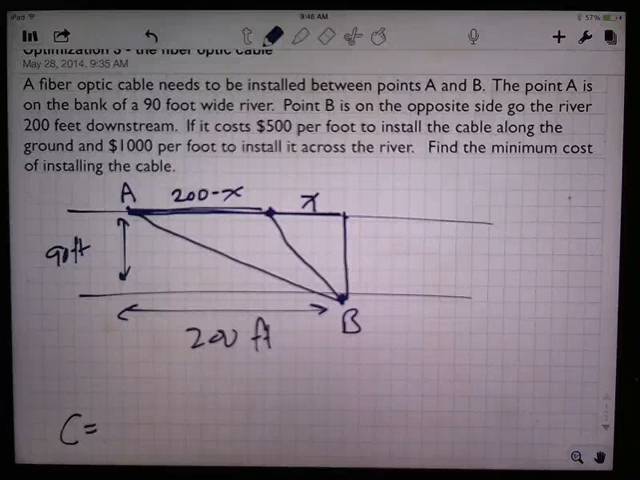 iPad
9:46 AM
57%
Optimization 3 - the fiber optic cable
May 28, 2014, 9:35 AM
A fiber optic cable needs to be installed between points A and B. The point A is
on the bank of a 90 foot wide river. Point B is on the opposite side go the river
200 feet downstream. If it costs $500 per foot to install the cable along the
ground and $1000 per foot to install it across the river. Find the minimum cost
of installing the cable.
A 200-x x
90ft
B
200 ft
C=